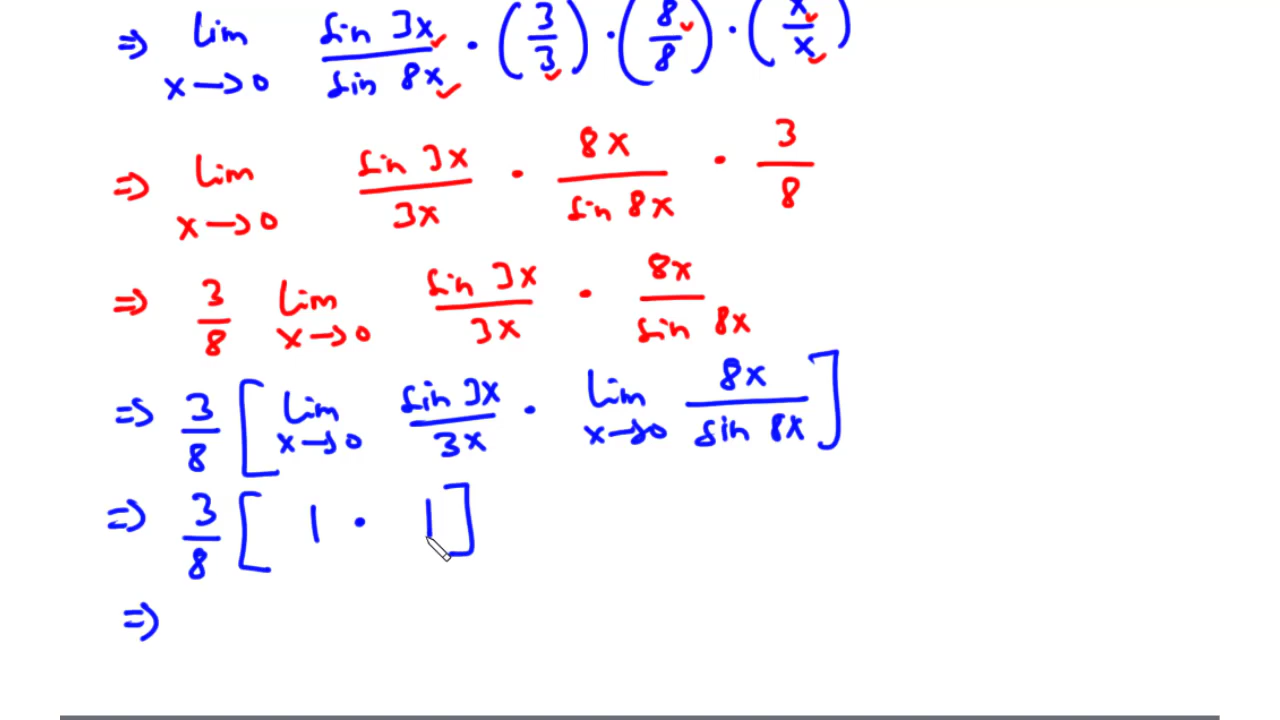 ⇒ lim x→0 sin 3x / sin 8x · (3/3) · (8/8) · (x/x)
⇒ lim x→0 sin 3x / 3x · 8x / sin 8x · 3/8
⇒ 3/8 lim x→0 sin 3x / 3x · 8x / sin 8x
⇒ 3/8 [ lim x→0 sin 3x / 3x · lim x→0 8x / sin 8x ]
⇒ 3/8 [ 1 · 1 ]
⇒